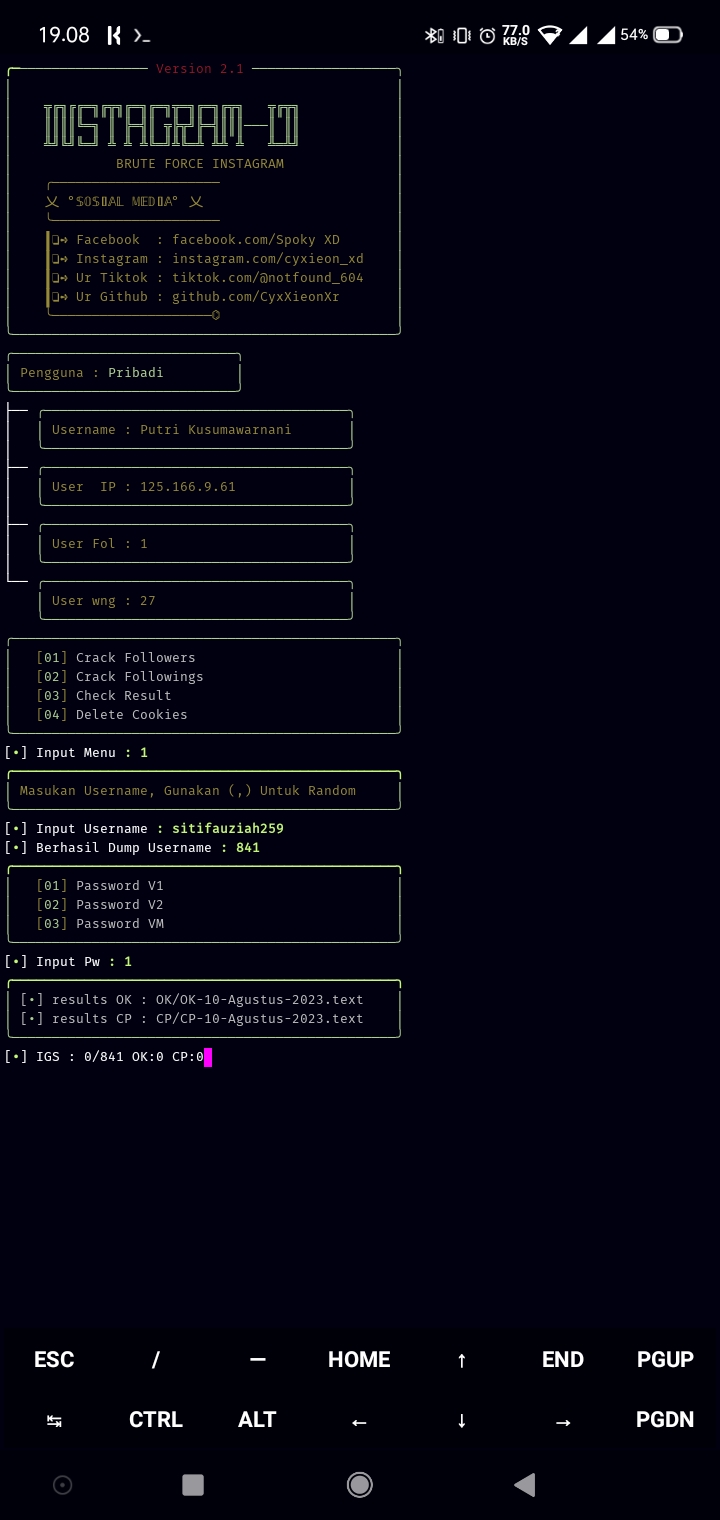 19.08 77.0 KB/S 54%
Version 2.1
BRUTE FORCE INSTAGRAM
乂 °𝕊𝕆𝕊𝕀𝔸𝕃 𝕄𝔼𝔻𝕀𝔸° 乂
Facebook : facebook.com/Spoky XD
Instagram : instagram.com/cyxieon_xd
Ur Tiktok : tiktok.com/@notfound_604
Ur Github : github.com/CyxXieonXr
Pengguna : Pribadi
Username : Putri Kusumawarnani
User IP : 125.166.9.61
User Fol : 1
User wng : 27
[01] Crack Followers
[02] Crack Followings
[03] Check Result
[04] Delete Cookies
[•] Input Menu : 1
Masukan Username, Gunakan (,) Untuk Random
[•] Input Username : sitifauziah259
[•] Berhasil Dump Username : 841
[01] Password V1
[02] Password V2
[03] Password VM
[•] Input Pw : 1
[•] results OK : OK/OK-10-Agustus-2023.text
[•] results CP : CP/CP-10-Agustus-2023.text
[•] IGS : 0/841 OK:0 CP:0
ESC / — HOME ↑ END PGUP
↹ CTRL ALT ← ↓ → PGDN